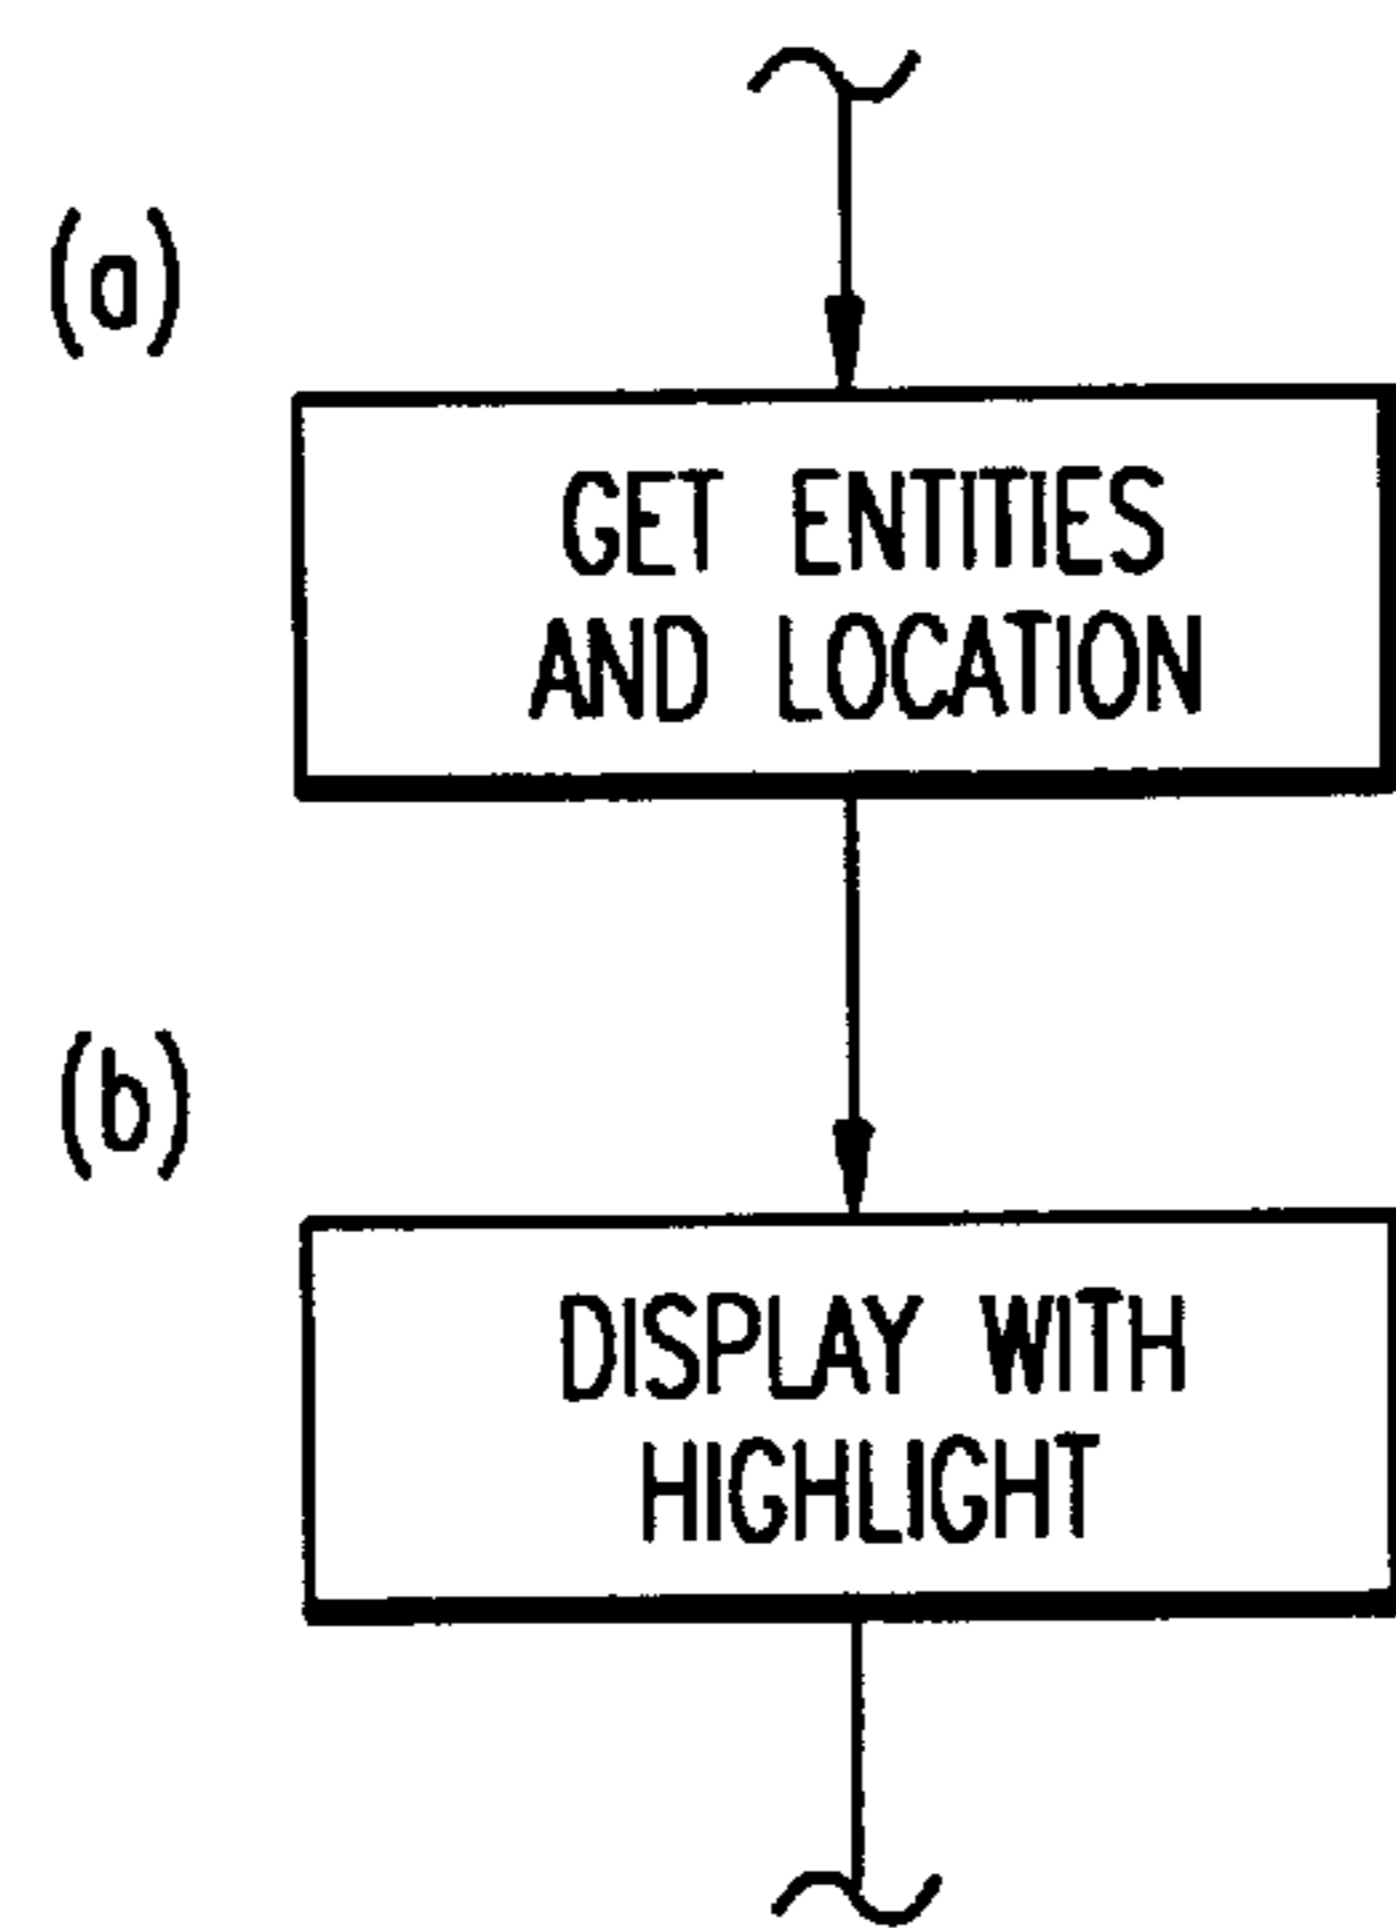 (a)
GET ENTITIES
AND LOCATION
(b)
DISPLAY WITH
HIGHLIGHT